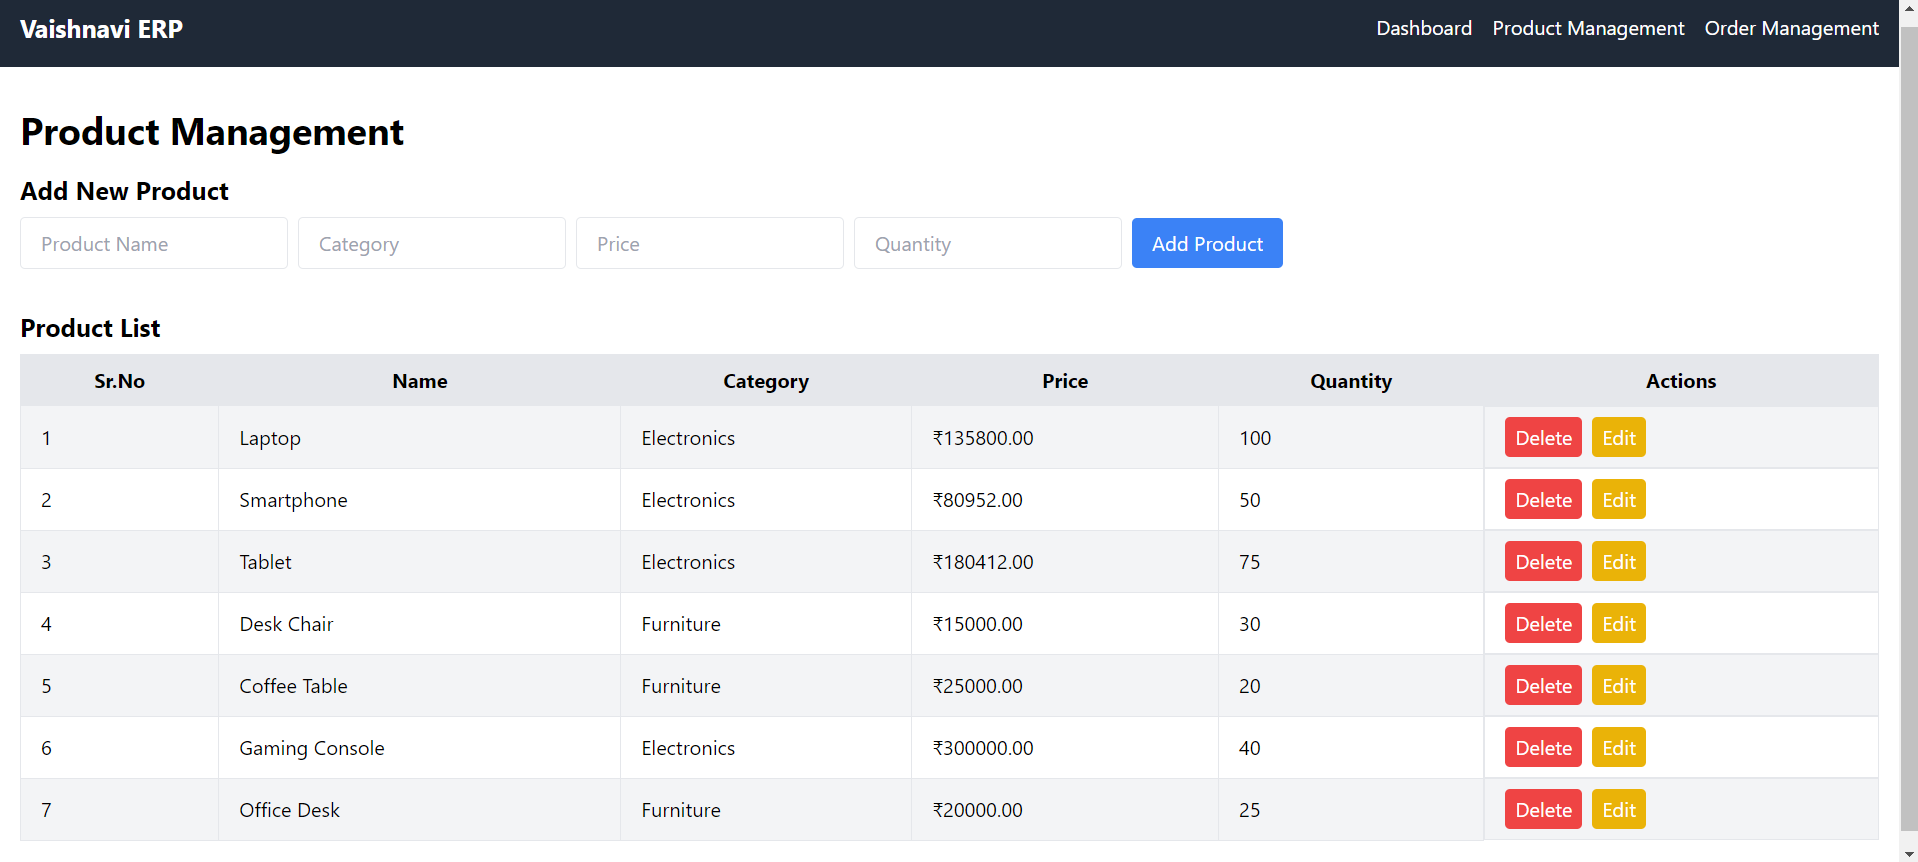 Vaishnavi ERP Dashboard Product Management Order Management
Product Management
Add New Product
Product Name Category Price Quantity Add Product
Product List
Sr.No Name Category Price Quantity Actions
1 Laptop Electronics ₹135800.00 100 Delete Edit
2 Smartphone Electronics ₹80952.00 50 Delete Edit
3 Tablet Electronics ₹180412.00 75 Delete Edit
4 Desk Chair Furniture ₹15000.00 30 Delete Edit
5 Coffee Table Furniture ₹25000.00 20 Delete Edit
6 Gaming Console Electronics ₹300000.00 40 Delete Edit
7 Office Desk Furniture ₹20000.00 25 Delete Edit